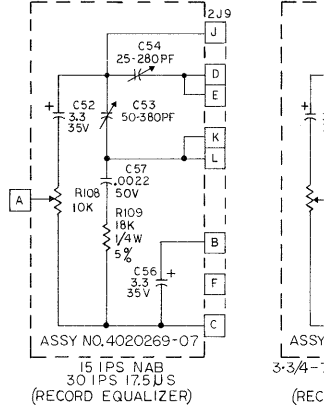 2J9
J
C54
25-280PF
D
E
+
C52
3.3
35V
C53
50-380PF
K
L
C57
.0022
50V
A
R108
10K
R109
18K
1/4W
5%
B
C56
3.3
35V
+
F
C
ASSY NO. 4020269-07
15 IPS NAB
30 IPS 17.5µS
(RECORD EQUALIZER)
+
ASSY
3-3/4-
(REC